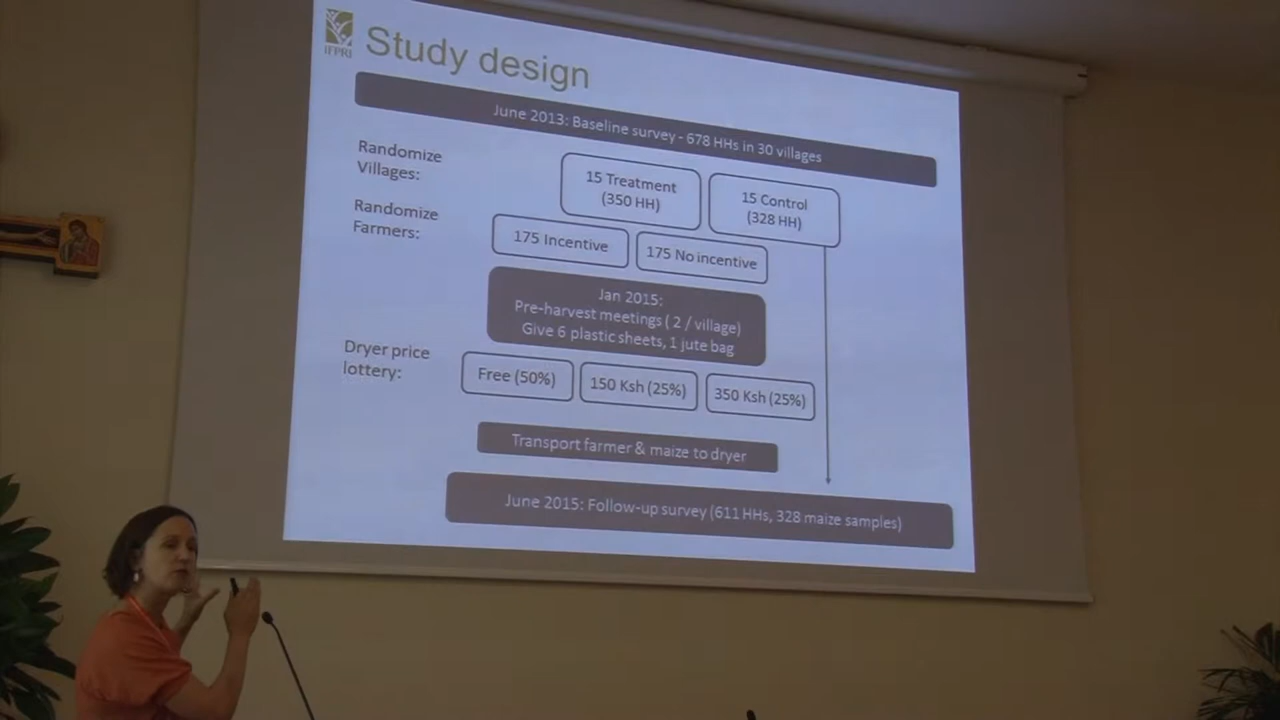 IFPRI
Study design
June 2013: Baseline survey - 678 HHs in 30 villages
Randomize
Villages:
15 Treatment
(350 HH)
15 Control
(328 HH)
Randomize
Farmers:
175 Incentive
175 No incentive
Jan 2015:
Pre-harvest meetings ( 2 / village)
Give 6 plastic sheets, 1 jute bag
Dryer price
lottery:
Free (50%)
150 Ksh (25%)
350 Ksh (25%)
Transport farmer & maize to dryer
June 2015: Follow-up survey (611 HHs, 328 maize samples)